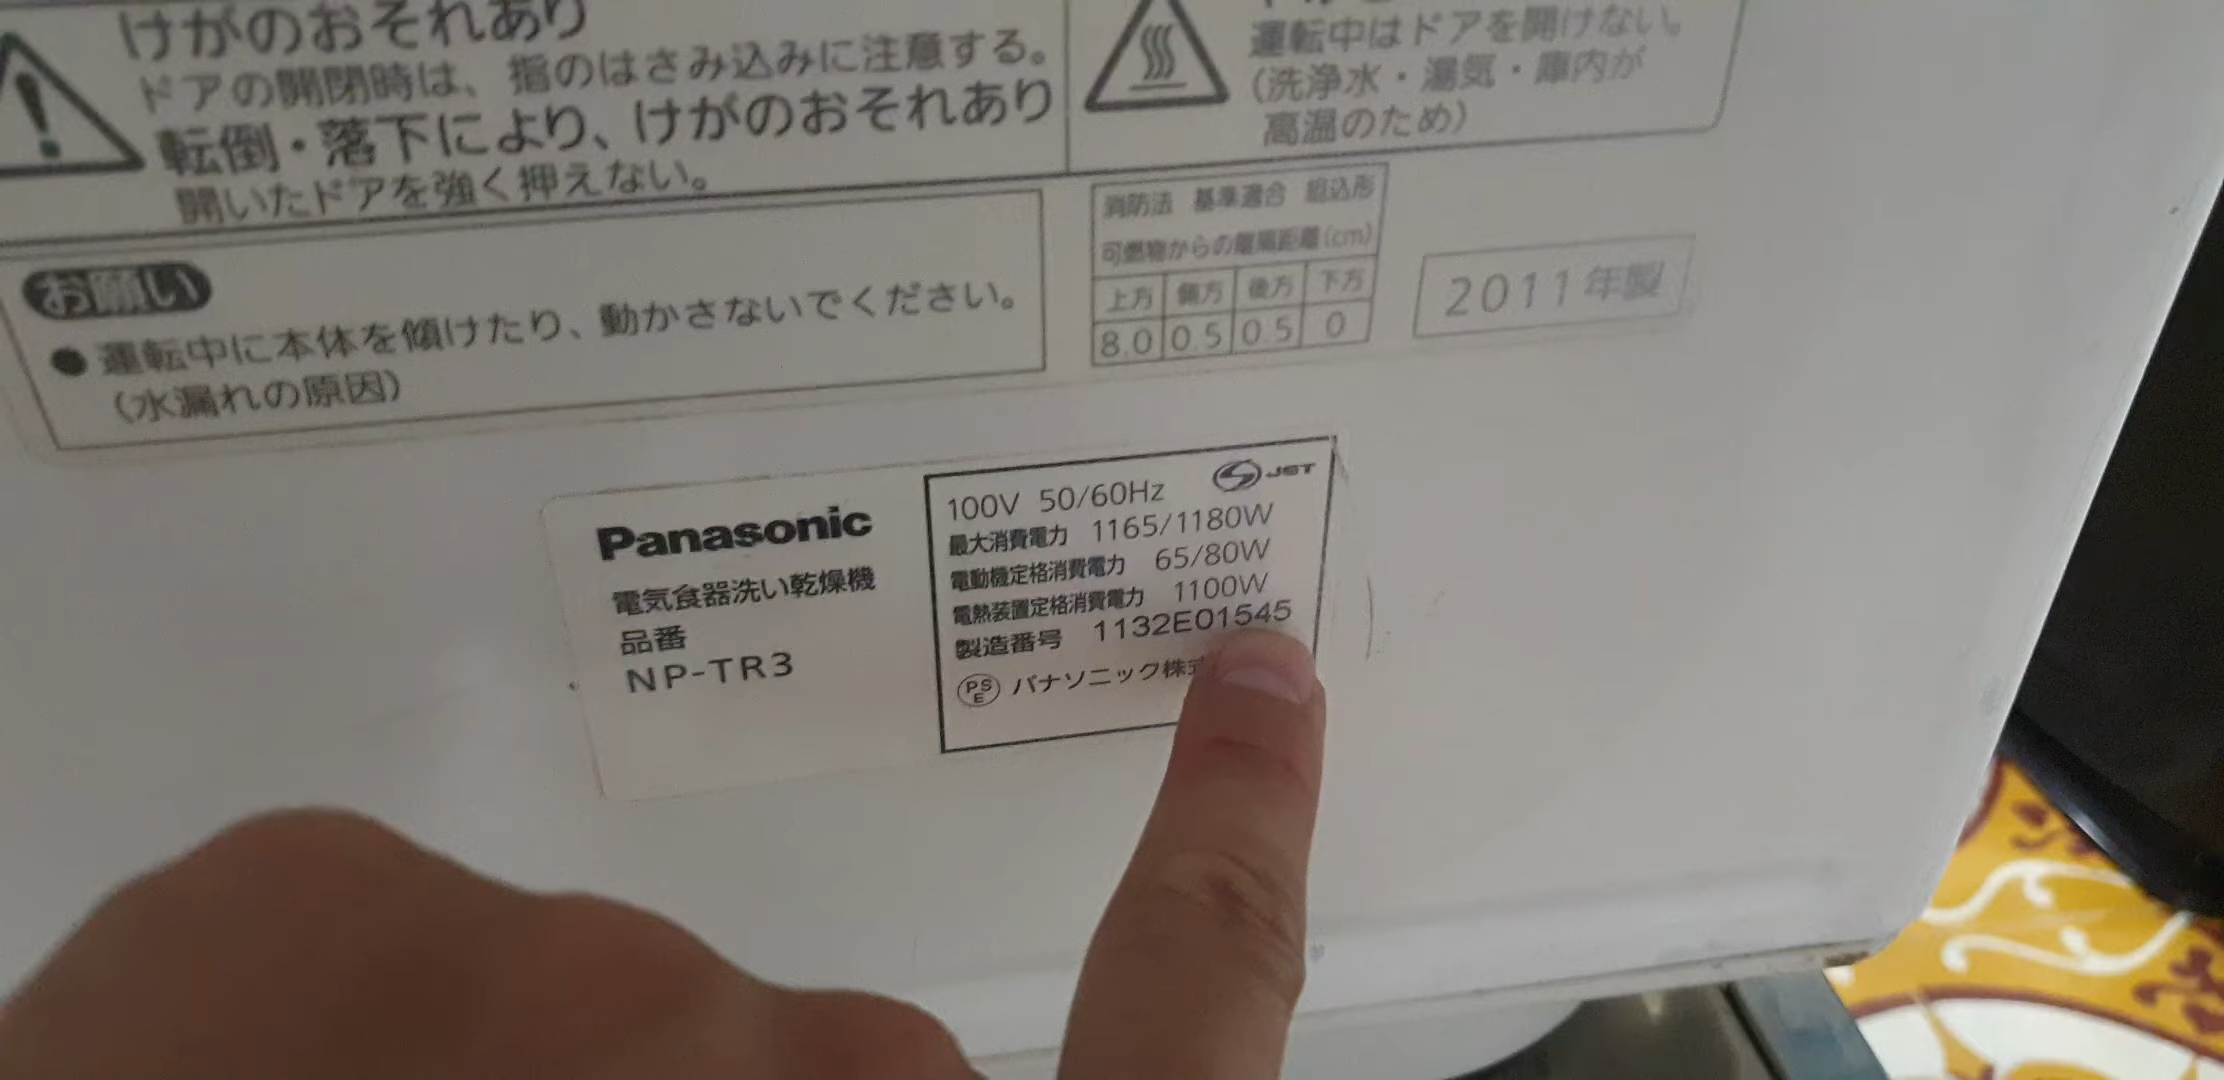 けがのおそれあり
ドアの開閉時は、指のはさみ込みに注意する。
転倒・落下により、けがのおそれあり
開いたドアを強く押えない。
運転中はドアを開けない。
(洗浄水・湯気・庫内が
高温のため)
お願い
● 運転中に本体を傾けたり、動かさないでください。
(水漏れの原因)
消防法 基準適合 組込形
可燃物からの離隔距離(cm)
上方 側方 後方 下方
8.0 0.5 0.5 0
2011年製
Panasonic
電気食器洗い乾燥機
品番
NP-TR3
JET
100V 50/60Hz
最大消費電力 1165/1180W
電動機定格消費電力 65/80W
電熱装置定格消費電力 1100W
製造番号 1132E01545
PSE パナソニック株式